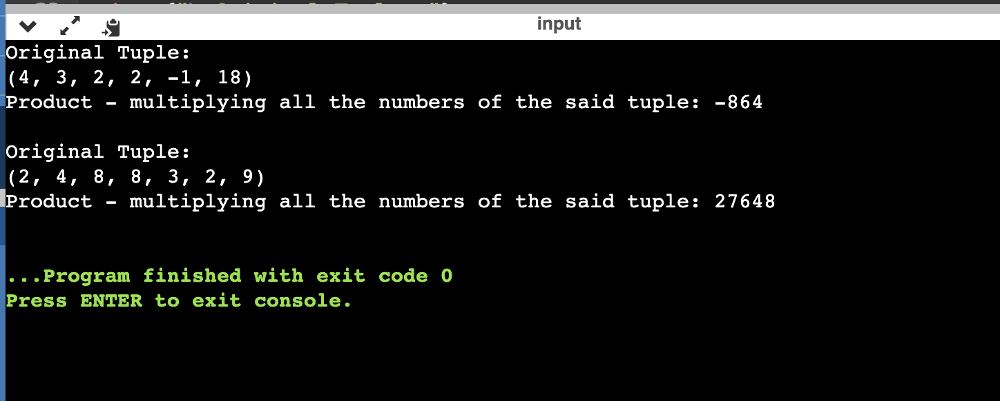 input
Original Tuple:
(4, 3, 2, 2, -1, 18)
Product - multiplying all the numbers of the said tuple: -864
Original Tuple:
(2, 4, 8, 8, 3, 2, 9)
Product - multiplying all the numbers of the said tuple: 27648
...Program finished with exit code 0
Press ENTER to exit console.